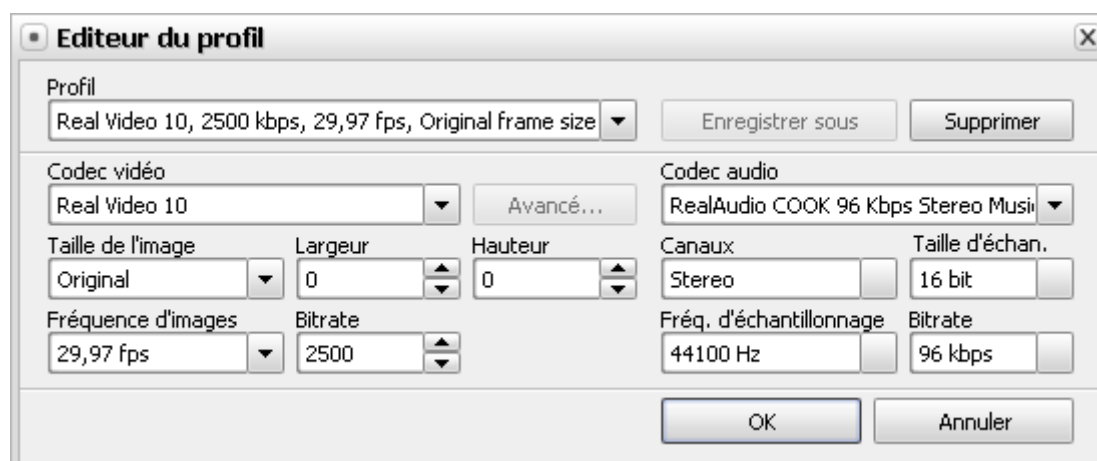 Editeur du profil
Profil
Real Video 10, 2500 kbps, 29,97 fps, Original frame size
Enregistrer sous
Supprimer
Codec vidéo
Codec audio
Real Video 10
Avancé...
RealAudio COOK 96 Kbps Stereo Musi
Taille de l'image
Largeur
Hauteur
Canaux
Taille d'échan.
Original
0
0
Stereo
16 bit
Fréquence d'images
Bitrate
Fréq. d'échantillonnage
Bitrate
29,97 fps
2500
44100 Hz
96 kbps
OK
Annuler